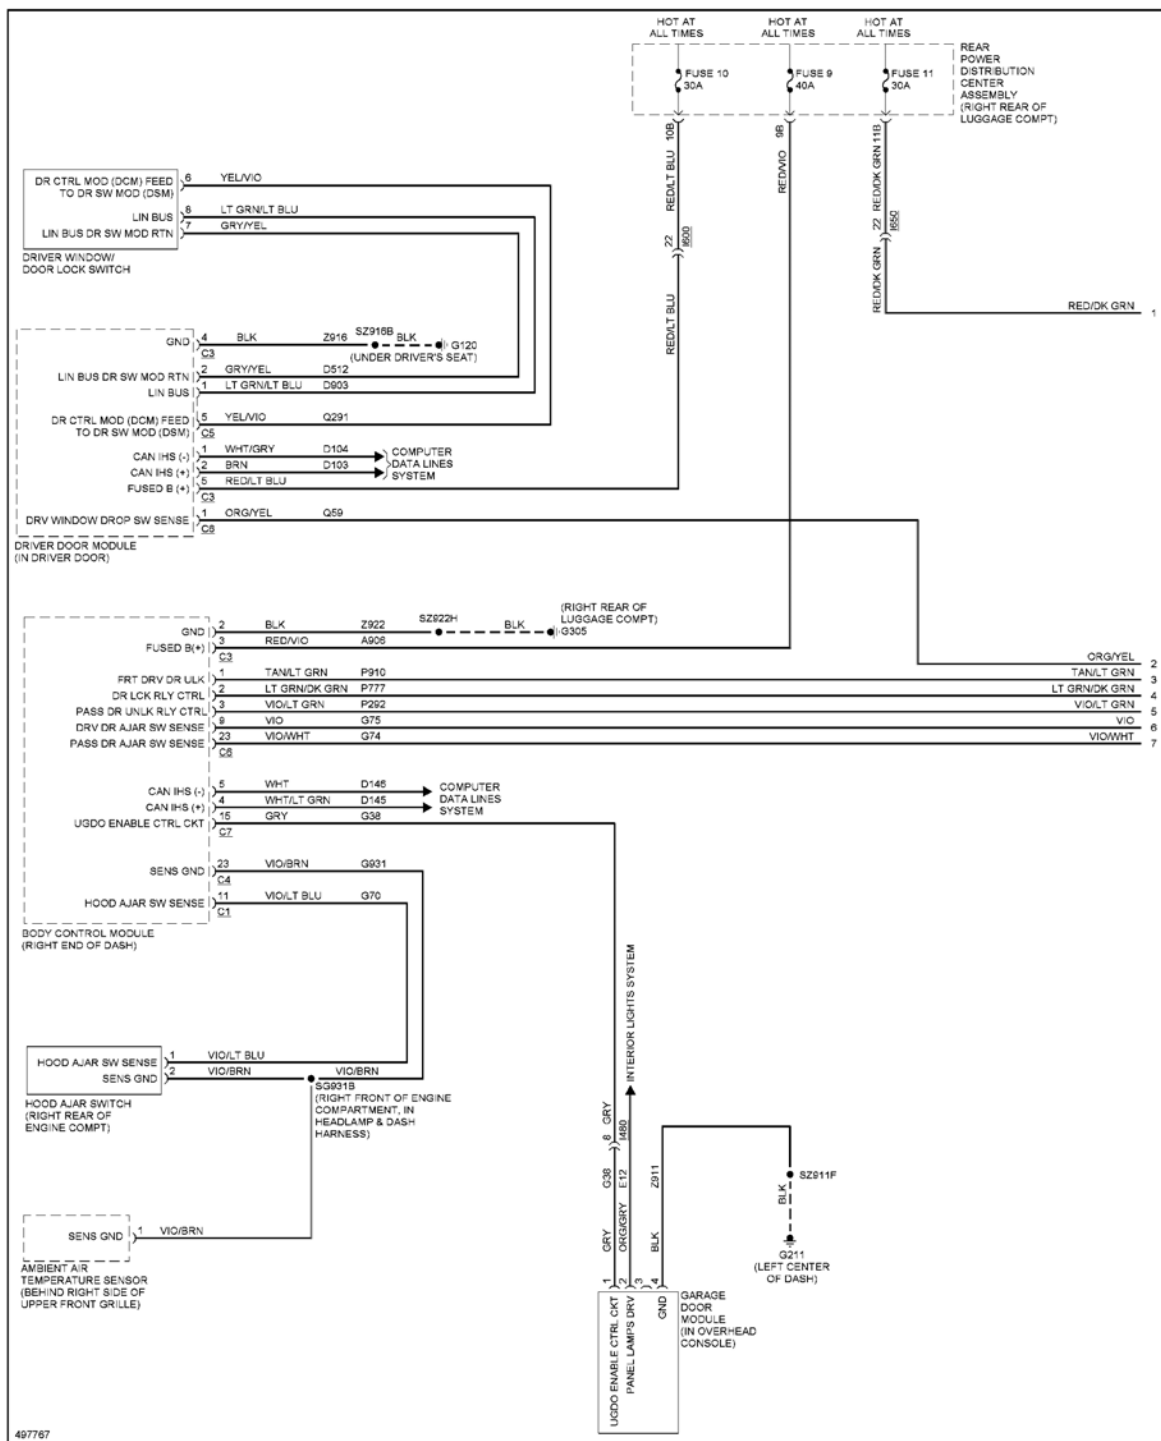 HOT AT
ALL TIMES
HOT AT
ALL TIMES
HOT AT
ALL TIMES
FUSE 10
30A
FUSE 9
40A
FUSE 11
30A
REAR
POWER
DISTRIBUTION
CENTER
ASSEMBLY
(RIGHT REAR OF
LUGGAGE COMPT)
10B
9B
11B
RED/LT BLU
RED/VIO
RED/DK GRN
22
I600
22
I650
RED/LT BLU
RED/DK GRN
RED/DK GRN 1
DR CTRL MOD (DCM) FEED
TO DR SW MOD (DSM)
6 YEL/VIO
LIN BUS 8 LT GRN/LT BLU
LIN BUS DR SW MOD RTN 7 GRY/YEL
DRIVER WINDOW/
DOOR LOCK SWITCH
GND 4 BLK Z916 SZ916B BLK G120
C3
(UNDER DRIVER'S SEAT)
LIN BUS DR SW MOD RTN 2 GRY/YEL D512
LIN BUS 1 LT GRN/LT BLU D903
DR CTRL MOD (DCM) FEED
TO DR SW MOD (DSM)
5 YEL/VIO Q291
C5
CAN IHS (-) 1 WHT/GRY D104
CAN IHS (+) 2 BRN D103
COMPUTER
DATA LINES
SYSTEM
FUSED B (+) 5 RED/LT BLU
C3
DRV WINDOW DROP SW SENSE 1 ORG/YEL Q59
C6
DRIVER DOOR MODULE
(IN DRIVER DOOR)
GND 2 BLK Z922 SZ922H BLK G305
(RIGHT REAR OF
LUGGAGE COMPT)
FUSED B(+) 3 RED/VIO A906
C3
ORG/YEL 2
FRT DRV DR ULK 1 TAN/LT GRN P910 TAN/LT GRN 3
DR LCK RLY CTRL 2 LT GRN/DK GRN P777 LT GRN/DK GRN 4
PASS DR UNLK RLY CTRL 3 VIO/LT GRN P292 VIO/LT GRN 5
DRV DR AJAR SW SENSE 9 VIO G75 VIO 6
PASS DR AJAR SW SENSE 23 VIO/WHT G74 VIO/WHT 7
C6
CAN IHS (-) 5 WHT D146
CAN IHS (+) 4 WHT/LT GRN D145
COMPUTER
DATA LINES
SYSTEM
UGDO ENABLE CTRL CKT 15 GRY G38
C7
SENS GND 23 VIO/BRN G931
C4
HOOD AJAR SW SENSE 11 VIO/LT BLU G70
C1
BODY CONTROL MODULE
(RIGHT END OF DASH)
INTERIOR LIGHTS SYSTEM
HOOD AJAR SW SENSE 1 VIO/LT BLU
SENS GND 2 VIO/BRN VIO/BRN
HOOD AJAR SWITCH
(RIGHT REAR OF
ENGINE COMPT)
SG931B
(RIGHT FRONT OF ENGINE
COMPARTMENT, IN
HEADLAMP & DASH
HARNESS)
GRY
8
I480
G38
E12
Z911
GRY
ORG/GRY
BLK
SZ911F
BLK
G211
(LEFT CENTER
OF DASH)
SENS GND 1 VIO/BRN
AMBIENT AIR
TEMPERATURE SENSOR
(BEHIND RIGHT SIDE OF
UPPER FRONT GRILLE)
1
2
3
4
UGDO ENABLE CTRL CKT
PANEL LAMPS DRV
GND
GARAGE
DOOR
MODULE
(IN OVERHEAD
CONSOLE)
497767